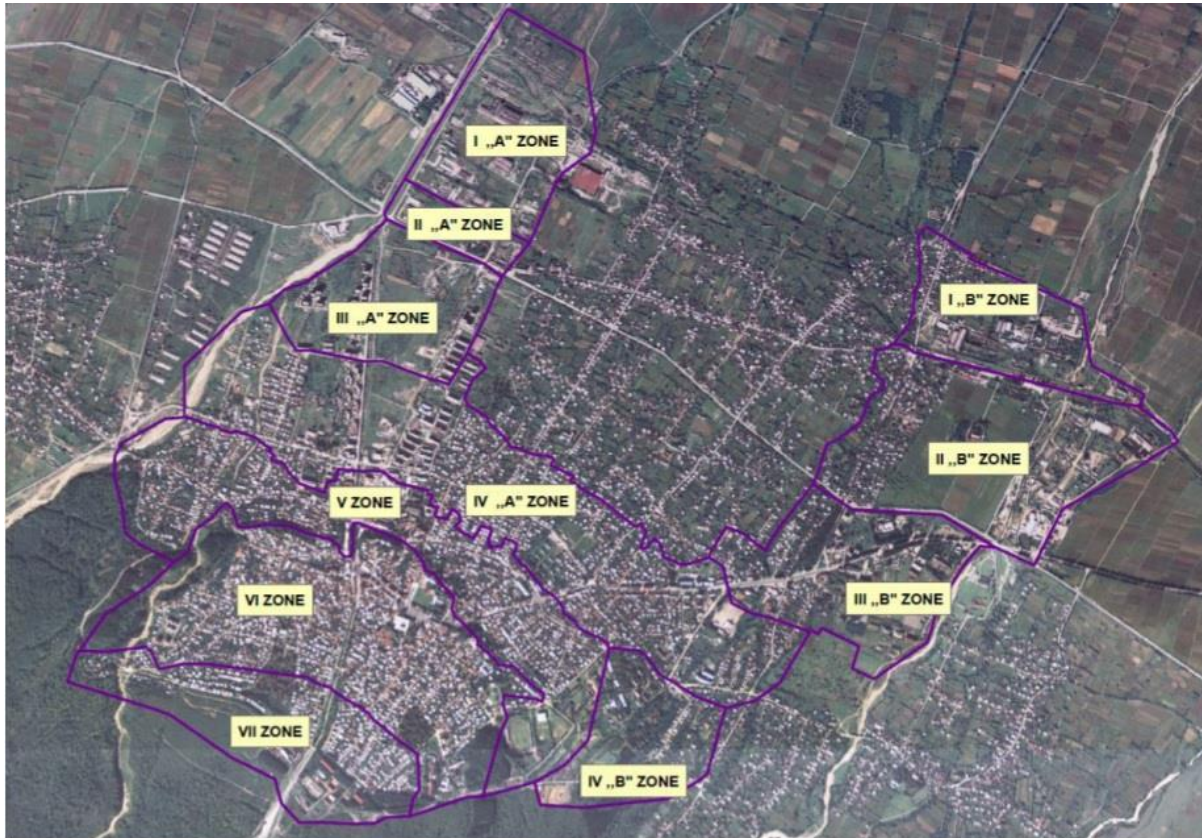 I ,,A" ZONE
II ,,A" ZONE
I ,,B" ZONE
III ,,A" ZONE
II ,,B" ZONE
V ZONE
IV ,,A" ZONE
VI ZONE
III ,,B" ZONE
VII ZONE
IV ,,B" ZONE